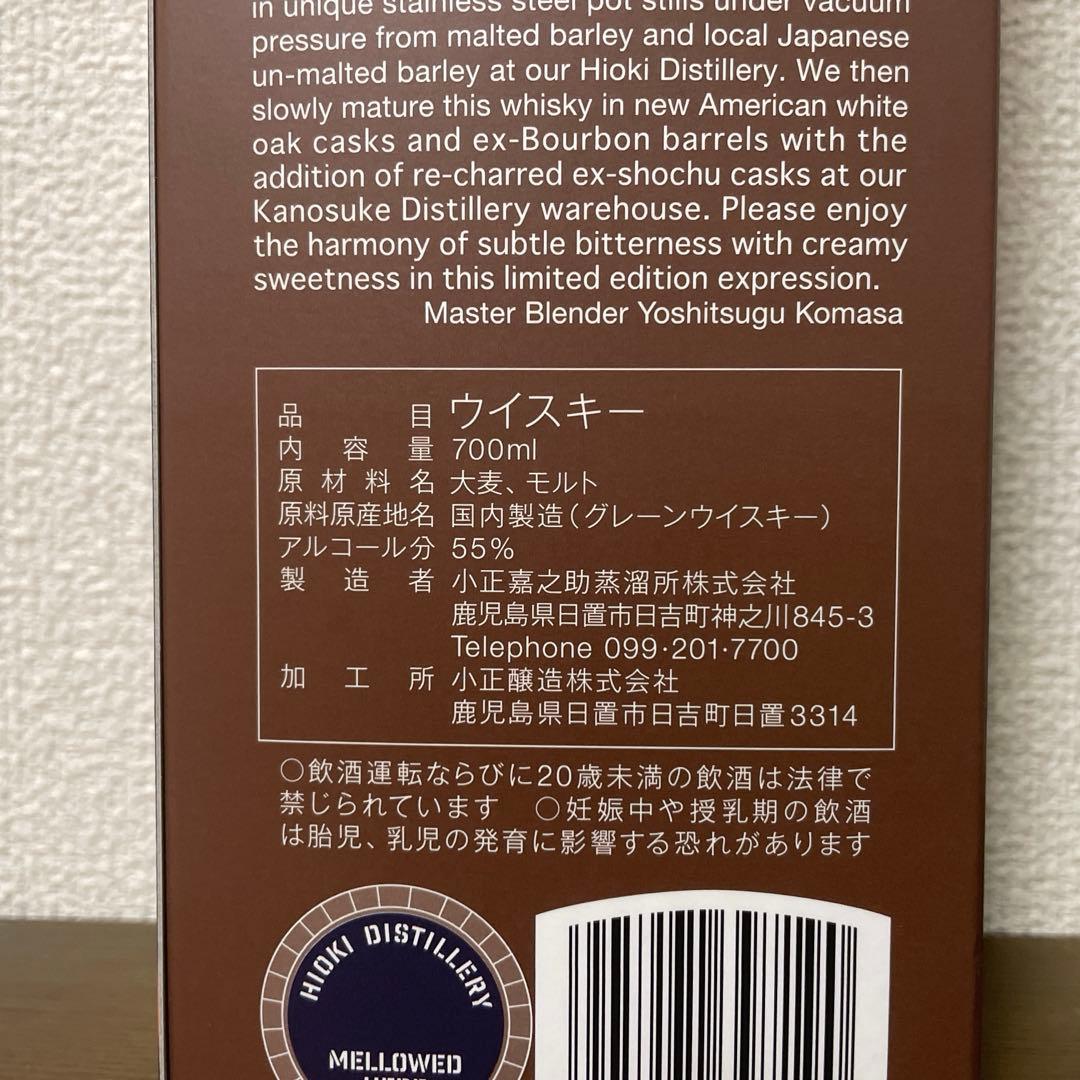 in unique stainless steel pot stills under vacuum
pressure from malted barley and local Japanese
un-malted barley at our Hioki Distillery. We then
slowly mature this whisky in new American white
oak casks and ex-Bourbon barrels with the
addition of re-charred ex-shochu casks at our
Kanosuke Distillery warehouse. Please enjoy
the harmony of subtle bitterness with creamy
sweetness in this limited edition expression.
Master Blender Yoshitsugu Komasa
品目 ウイスキー
内容量 700ml
原材料名 大麦、モルト
原料原産地名 国内製造(グレーンウイスキー)
アルコール分 55%
製造者 小正嘉之助蒸溜所株式会社
鹿児島県日置市日吉町神之川845-3
Telephone 099·201·7700
加工所 小正醸造株式会社
鹿児島県日置市日吉町日置3314
○飲酒運転ならびに20歳未満の飲酒は法律で
禁じられています ○妊娠中や授乳期の飲酒
は胎児、乳児の発育に影響する恐れがあります
HIOKI DISTILLERY
MELLOWED